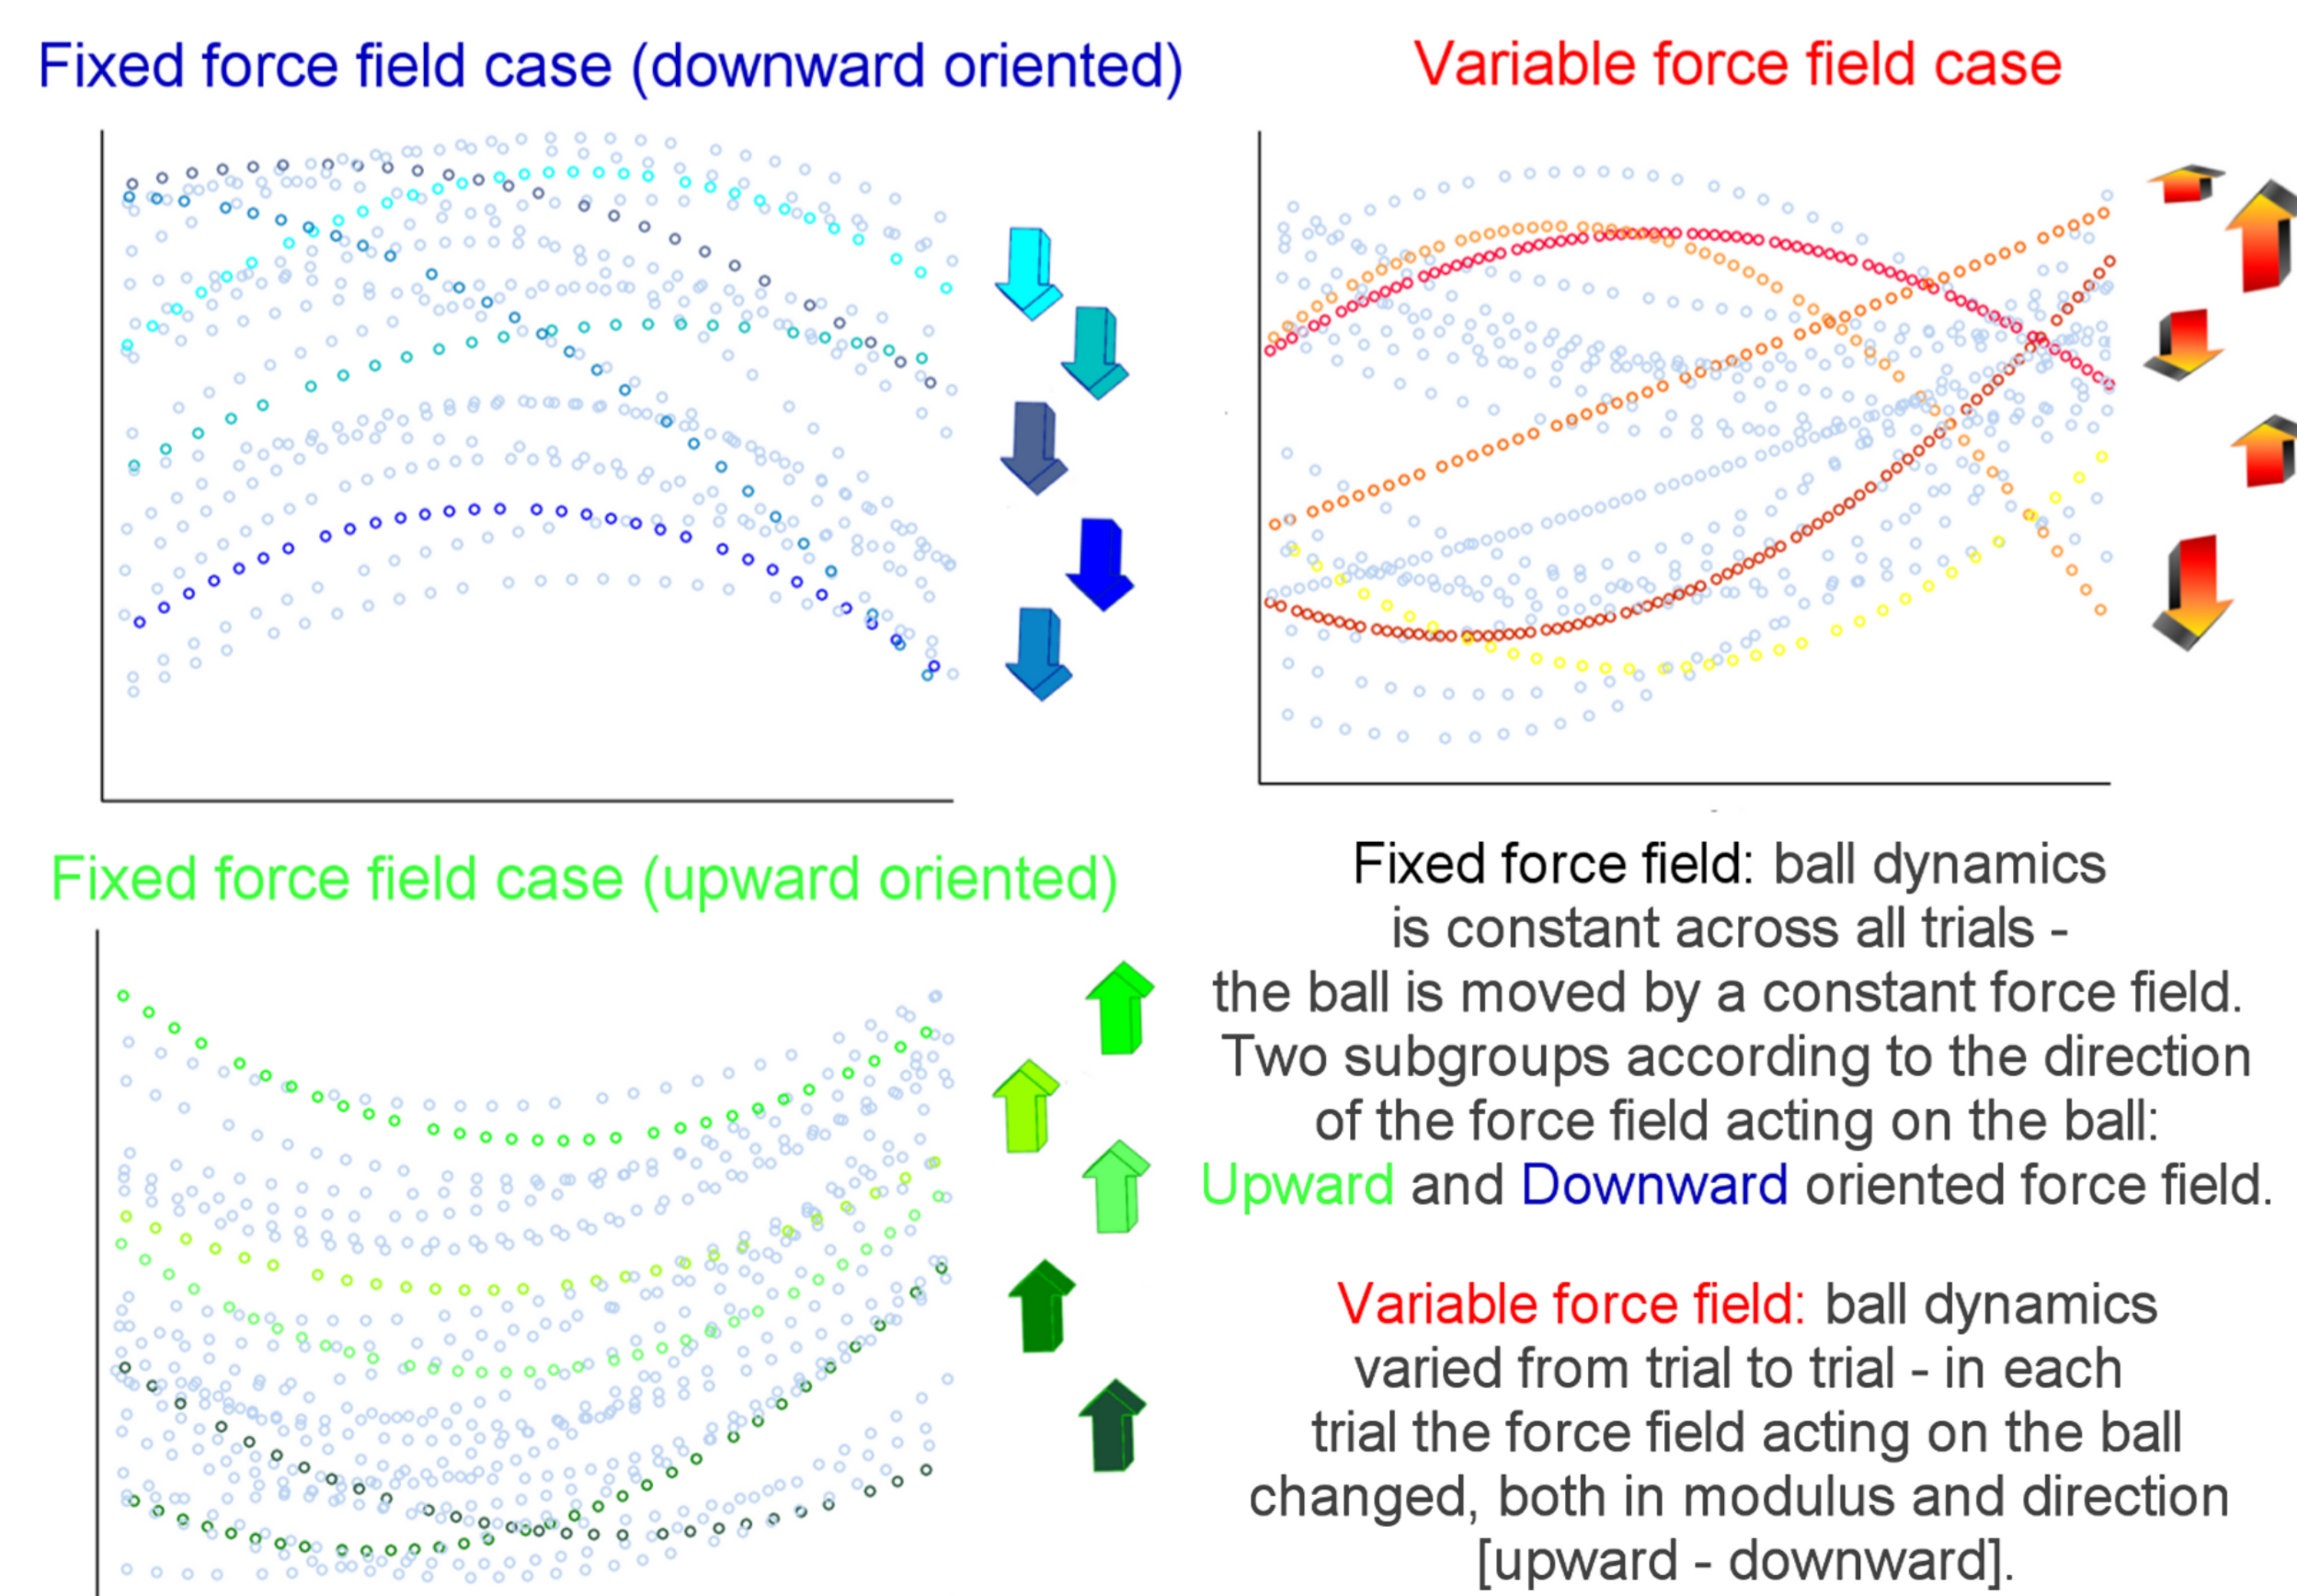 Fixed force field case (downward oriented)
Variable force field case
Fixed force field case (upward oriented)
Fixed force field: ball dynamics
is constant across all trials -
the ball is moved by a constant force field.
Two subgroups according to the direction
of the force field acting on the ball:
Upward and Downward oriented force field.
Variable force field: ball dynamics
varied from trial to trial - in each
trial the force field acting on the ball
changed, both in modulus and direction
[upward - downward].